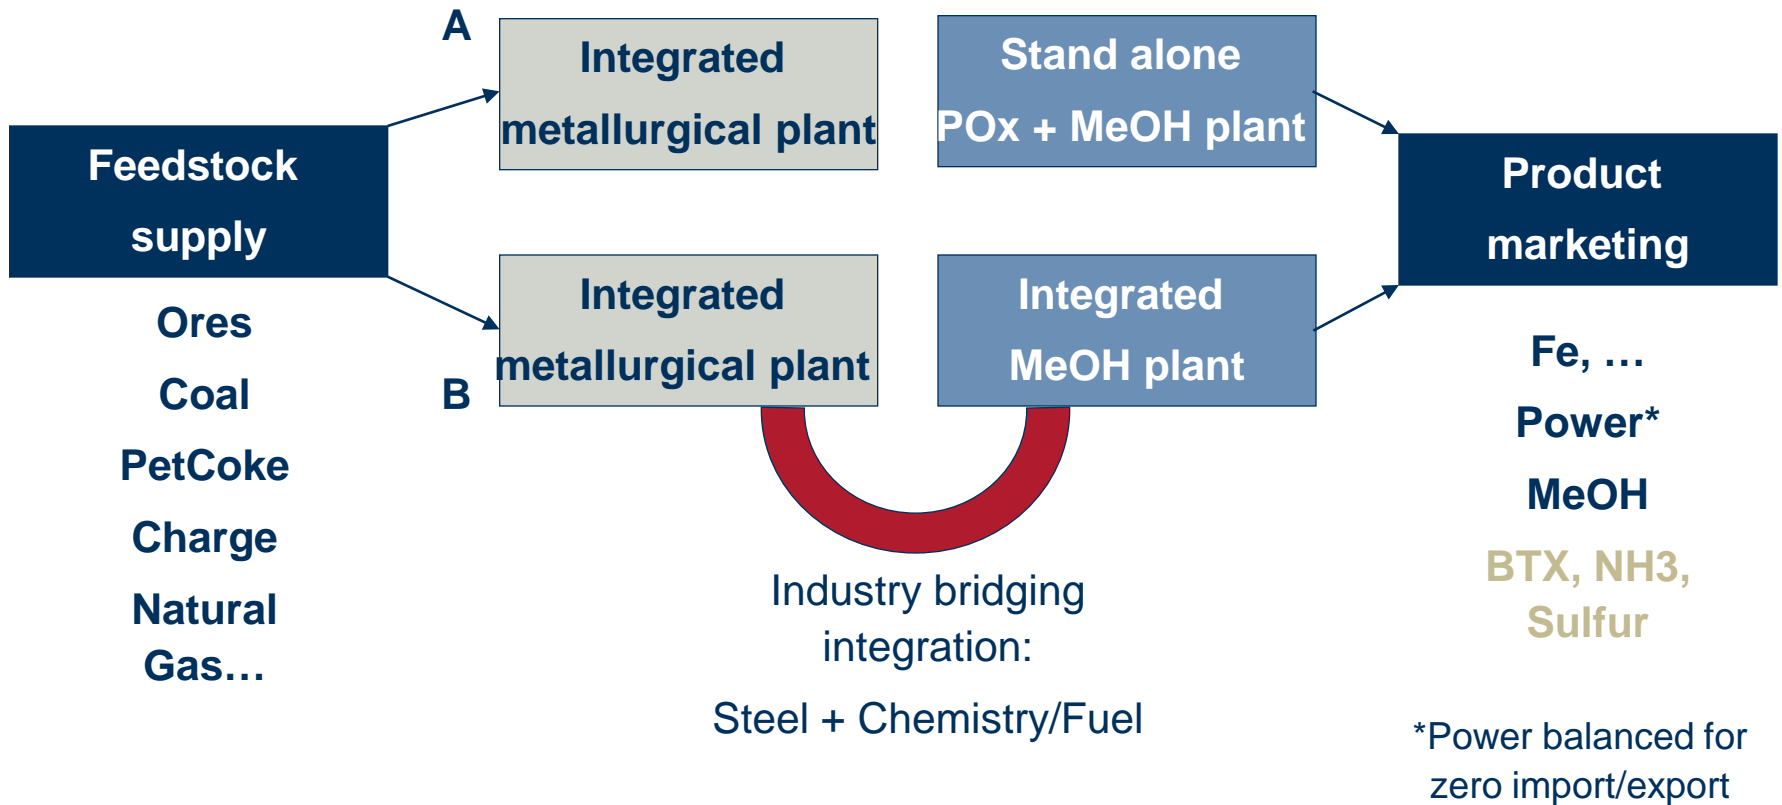 A
Integrated
metallurgical plant
Stand alone
POx + MeOH plant
Feedstock
supply
Product
marketing
B
Integrated
metallurgical plant
Integrated
MeOH plant
Ores
Coal
PetCoke
Charge
Natural
Gas…
Industry bridging
integration:
Steel + Chemistry/Fuel
Fe, …
Power*
MeOH
BTX, NH3,
Sulfur
*Power balanced for
zero import/export